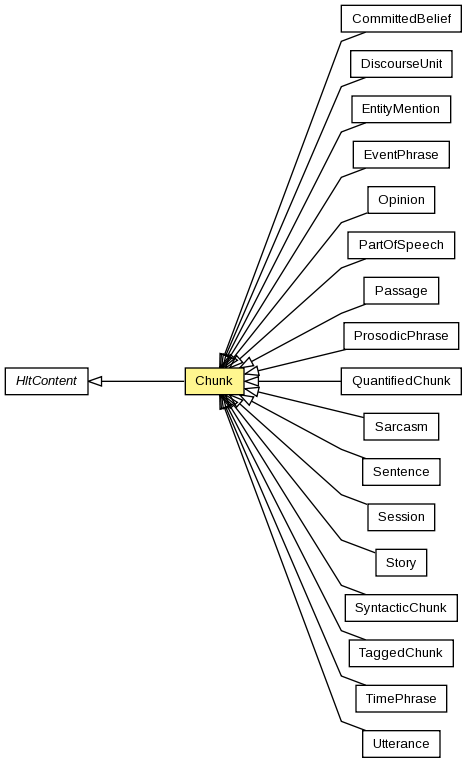 CommittedBelief
DiscourseUnit
EntityMention
EventPhrase
Opinion
PartOfSpeech
Passage
ProsodicPhrase
HltContent
Chunk
QuantifiedChunk
Sarcasm
Sentence
Session
Story
SyntacticChunk
TaggedChunk
TimePhrase
Utterance